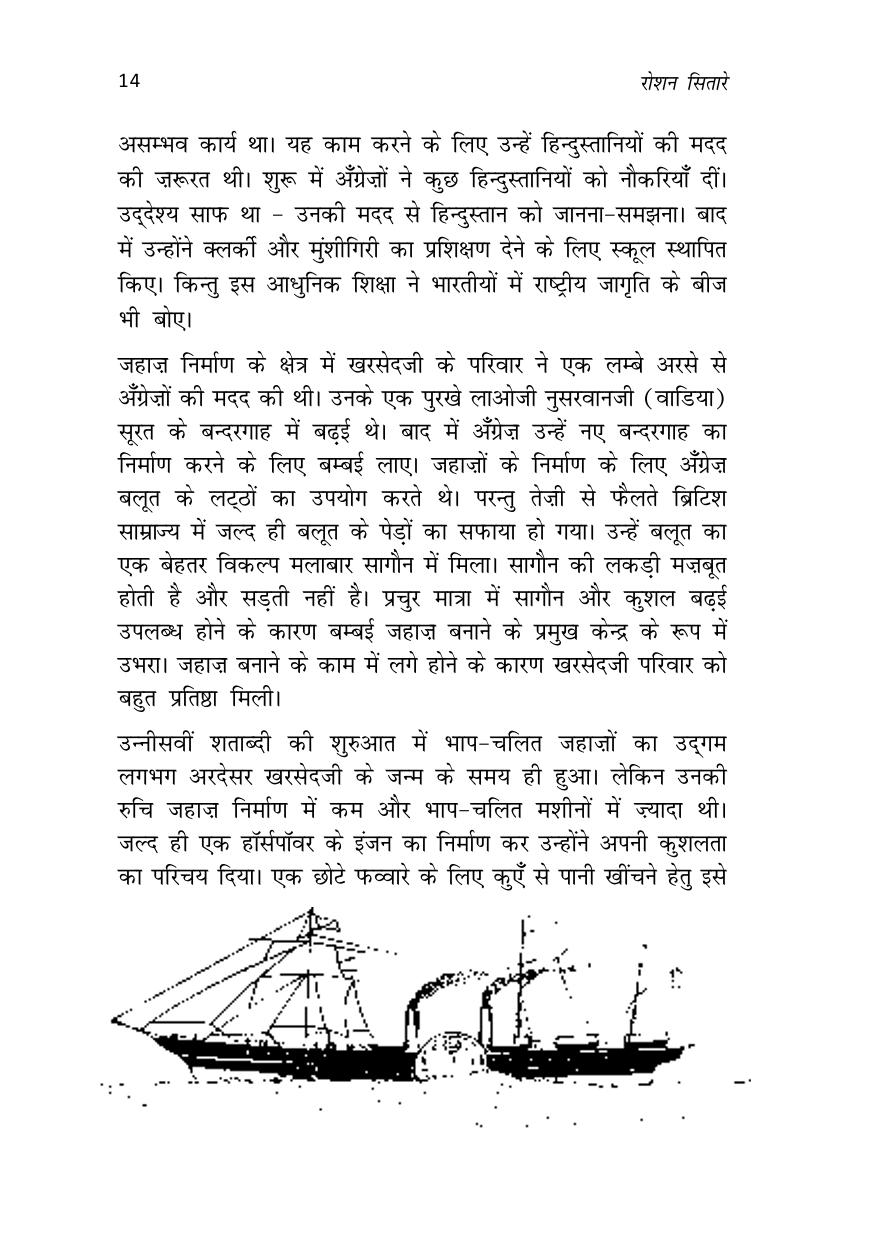 14 रोशन सितारे
असम्भव कार्य था। यह काम करने के लिए उन्हें हिन्दुस्तानियों की मदद
की ज़रूरत थी। शुरू में अँग्रेज़ों ने कुछ हिन्दुस्तानियों को नौकरियाँ दीं।
उद्देश्य साफ था – उनकी मदद से हिन्दुस्तान को जानना-समझना। बाद
में उन्होंने क्लर्की और मुंशीगिरी का प्रशिक्षण देने के लिए स्कूल स्थापित
किए। किन्तु इस आधुनिक शिक्षा ने भारतीयों में राष्ट्रीय जागृति के बीज
भी बोए।
जहाज़ निर्माण के क्षेत्र में खरसेदजी के परिवार ने एक लम्बे अरसे से
अँग्रेज़ों की मदद की थी। उनके एक पुरखे लाओजी नुसरवानजी (वाडिया)
सूरत के बन्दरगाह में बढ़ई थे। बाद में अँग्रेज़ उन्हें नए बन्दरगाह का
निर्माण करने के लिए बम्बई लाए। जहाज़ों के निर्माण के लिए अँग्रेज़
बलूत के लट्ठों का उपयोग करते थे। परन्तु तेज़ी से फैलते ब्रिटिश
साम्राज्य में जल्द ही बलूत के पेड़ों का सफाया हो गया। उन्हें बलूत का
एक बेहतर विकल्प मलाबार सागौन में मिला। सागौन की लकड़ी मज़बूत
होती है और सड़ती नहीं है। प्रचुर मात्रा में सागौन और कुशल बढ़ई
उपलब्ध होने के कारण बम्बई जहाज़ बनाने के प्रमुख केन्द्र के रूप में
उभरा। जहाज़ बनाने के काम में लगे होने के कारण खरसेदजी परिवार को
बहुत प्रतिष्ठा मिली।
उन्नीसवीं शताब्दी की शुरुआत में भाप-चलित जहाज़ों का उद्गम
लगभग अरदेसर खरसेदजी के जन्म के समय ही हुआ। लेकिन उनकी
रुचि जहाज़ निर्माण में कम और भाप-चलित मशीनों में ज़्यादा थी।
जल्द ही एक हॉर्सपॉवर के इंजन का निर्माण कर उन्होंने अपनी कुशलता
का परिचय दिया। एक छोटे फव्वारे के लिए कुएँ से पानी खींचने हेतु इसे